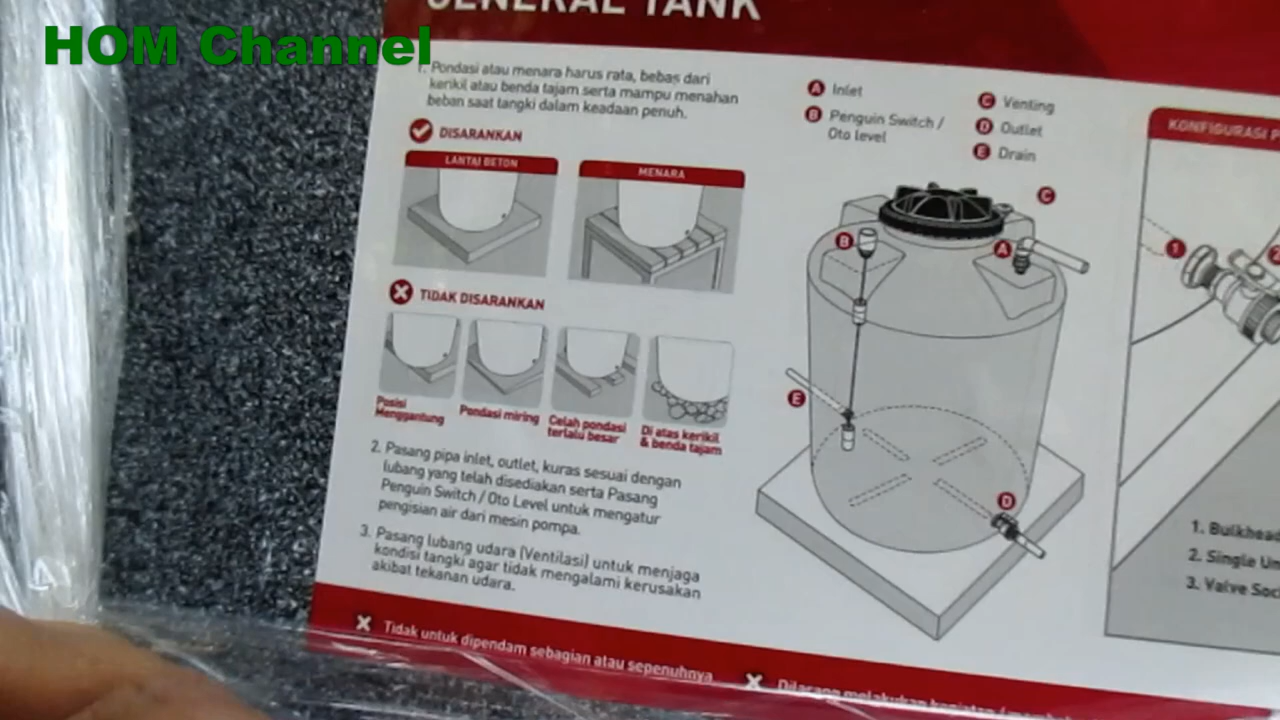 HOM Channel
GENERAL TANK
1. Pondasi atau menara harus rata, bebas dari
kerikil atau benda tajam serta mampu menahan
beban saat tangki dalam keadaan penuh.
DISARANKAN
LANTAI BETON
MENARA
TIDAK DISARANKAN
Posisi
Menggantung
Pondasi miring
Celah pondasi
terlalu besar
Di atas kerikil
& benda tajam
2. Pasang pipa inlet, outlet, kuras sesuai dengan
lubang yang telah disediakan serta Pasang
Penguin Switch / Oto Level untuk mengatur
pengisian air dari mesin pompa.
3. Pasang lubang udara (Ventilasi) untuk menjaga
kondisi tangki agar tidak mengalami kerusakan
akibat tekanan udara.
A Inlet
B Penguin Switch /
Oto level
C Venting
D Outlet
E Drain
C
B
A
E
D
KONFIGURASI
1
2
1. Bulkhead
2. Single
3. Valve
Tidak untuk dipendam sebagian atau sepenuhnya
Dilarang melakukan kegiatan